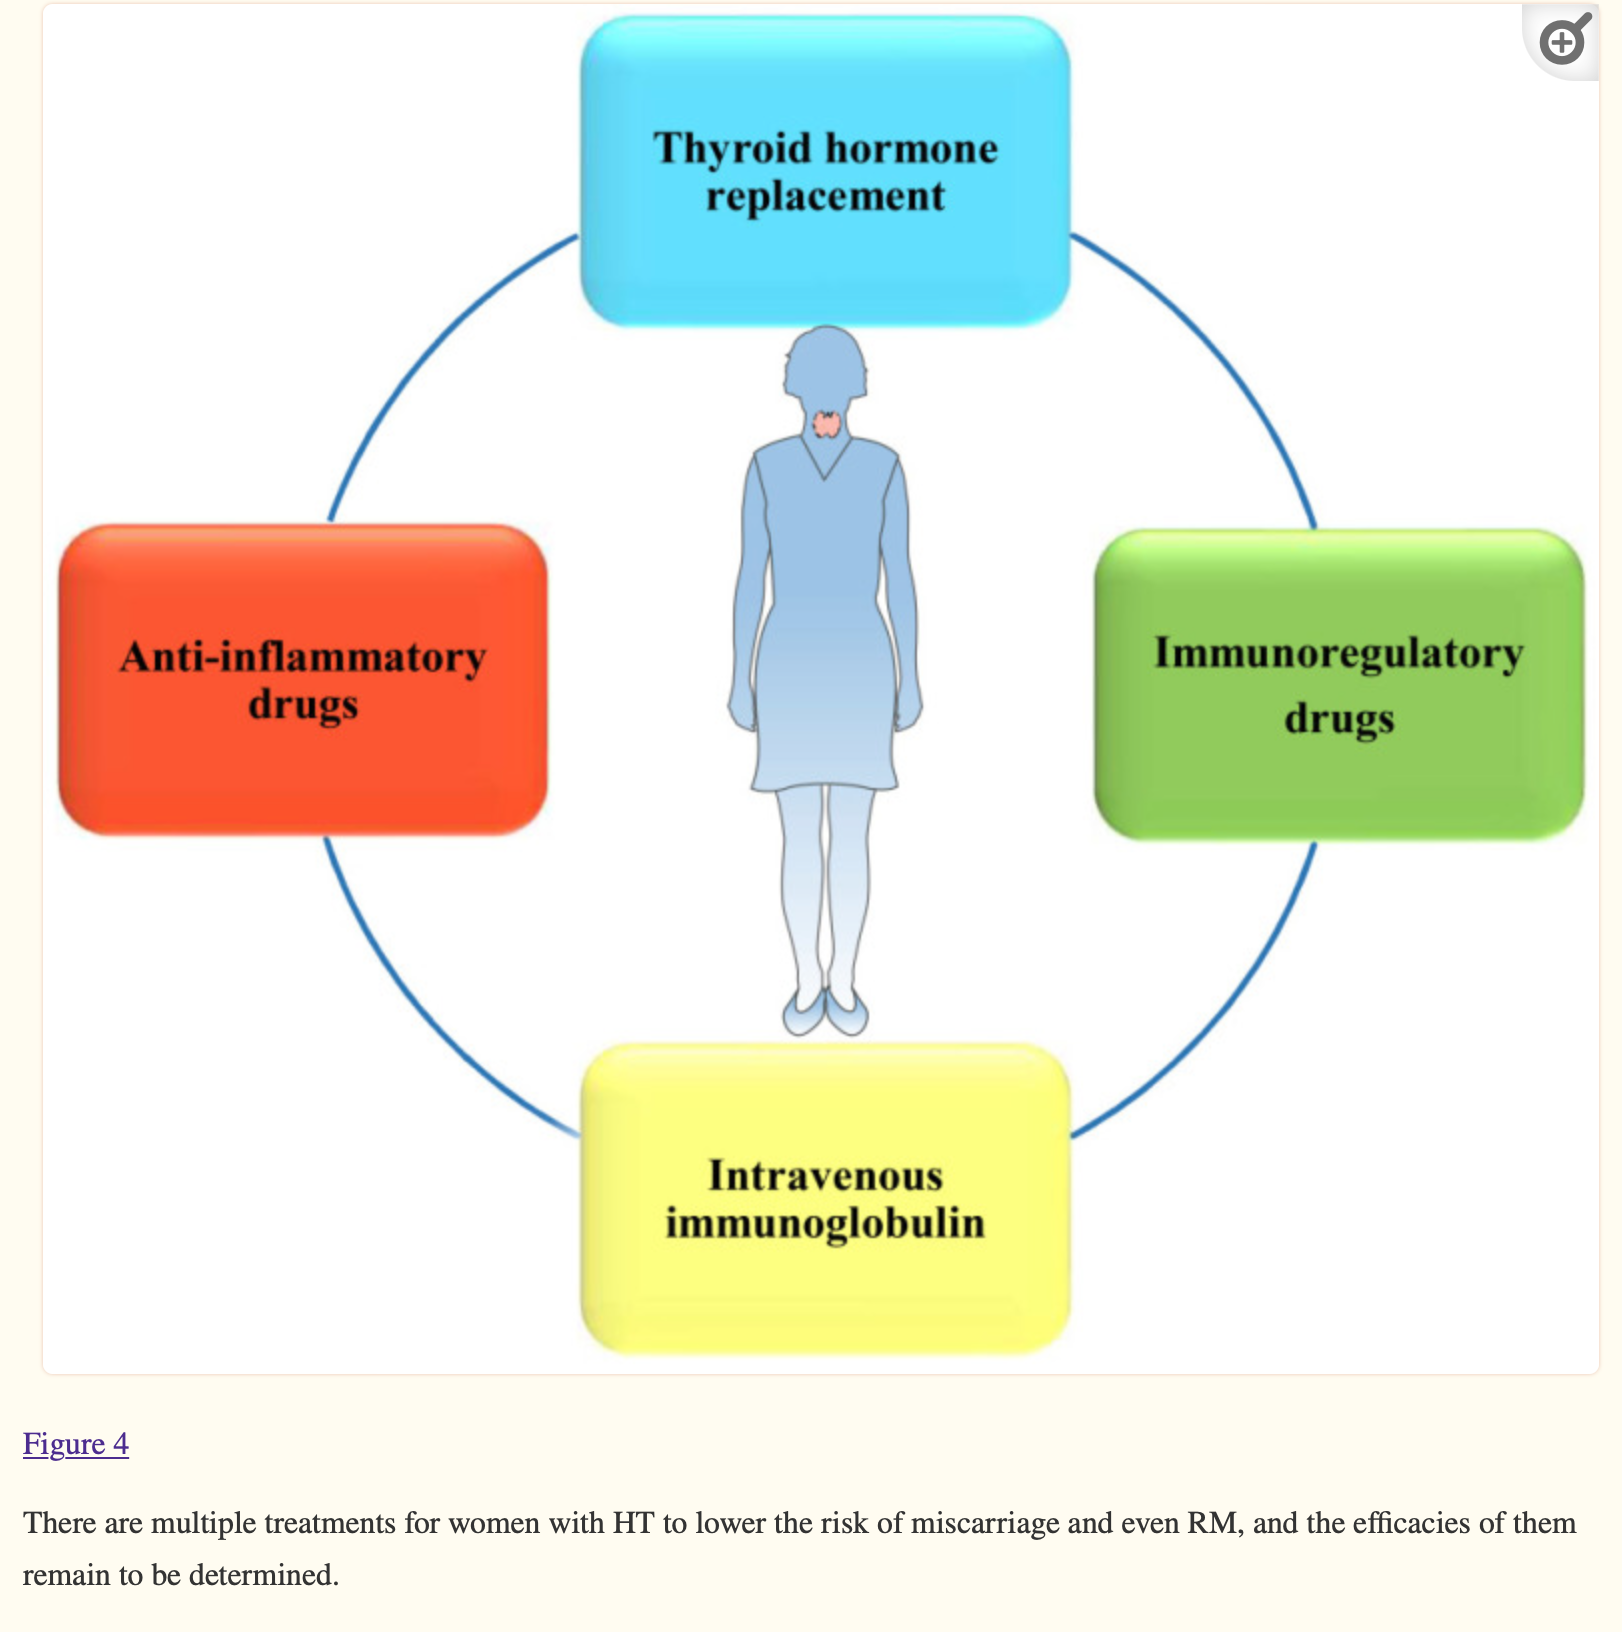 Thyroid hormone
replacement
Anti-inflammatory
drugs
Immunoregulatory
drugs
Intravenous
immunoglobulin
Figure 4
There are multiple treatments for women with HT to lower the risk of miscarriage and even RM, and the efficacies of them
remain to be determined.